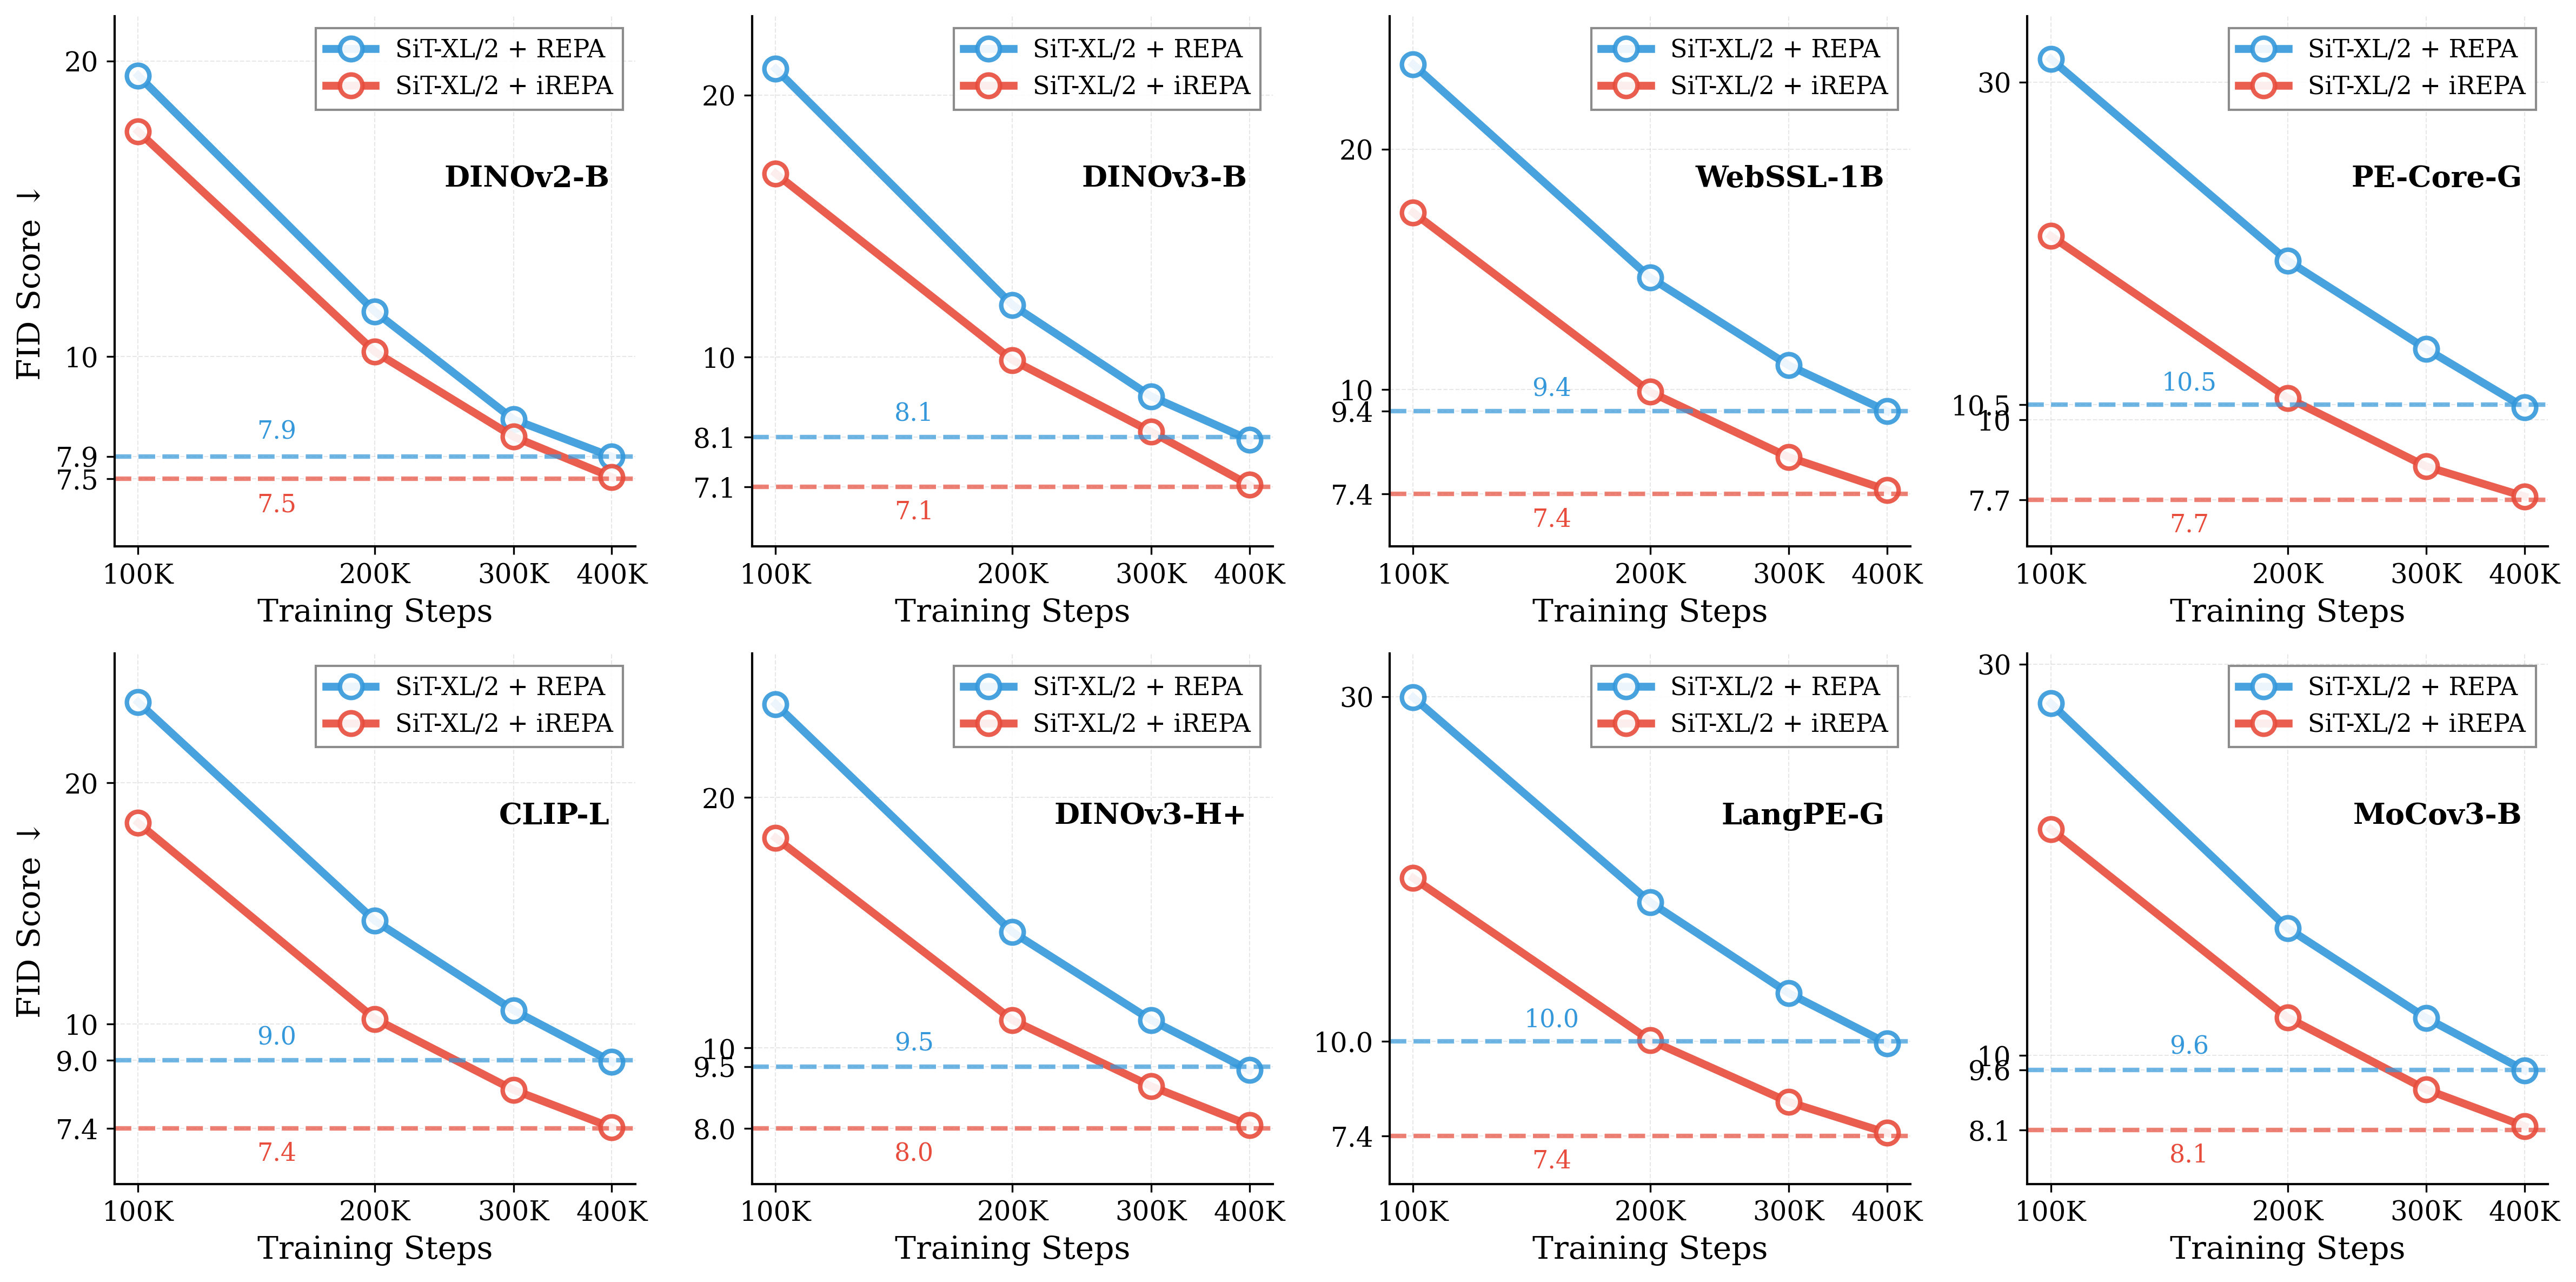 SiT-XL/2 + REPA
SiT-XL/2 + iREPA
DINOv2-B
FID Score ↓
20
10
7.9
7.5
7.9
7.5
100K 200K 300K 400K
Training Steps
SiT-XL/2 + REPA
SiT-XL/2 + iREPA
DINOv3-B
20
10
8.1
7.1
8.1
7.1
100K 200K 300K 400K
Training Steps
SiT-XL/2 + REPA
SiT-XL/2 + iREPA
WebSSL-1B
20
10
9.4
7.4
9.4
7.4
100K 200K 300K 400K
Training Steps
SiT-XL/2 + REPA
SiT-XL/2 + iREPA
PE-Core-G
30
10.5
10
7.7
10.5
7.7
100K 200K 300K 400K
Training Steps
SiT-XL/2 + REPA
SiT-XL/2 + iREPA
CLIP-L
FID Score ↓
20
10
9.0
7.4
9.0
7.4
100K 200K 300K 400K
Training Steps
SiT-XL/2 + REPA
SiT-XL/2 + iREPA
DINOv3-H+
20
10
9.5
8.0
9.5
8.0
100K 200K 300K 400K
Training Steps
SiT-XL/2 + REPA
SiT-XL/2 + iREPA
LangPE-G
30
10.0
7.4
10.0
7.4
100K 200K 300K 400K
Training Steps
SiT-XL/2 + REPA
SiT-XL/2 + iREPA
MoCov3-B
30
10
9.6
8.1
9.6
8.1
100K 200K 300K 400K
Training Steps